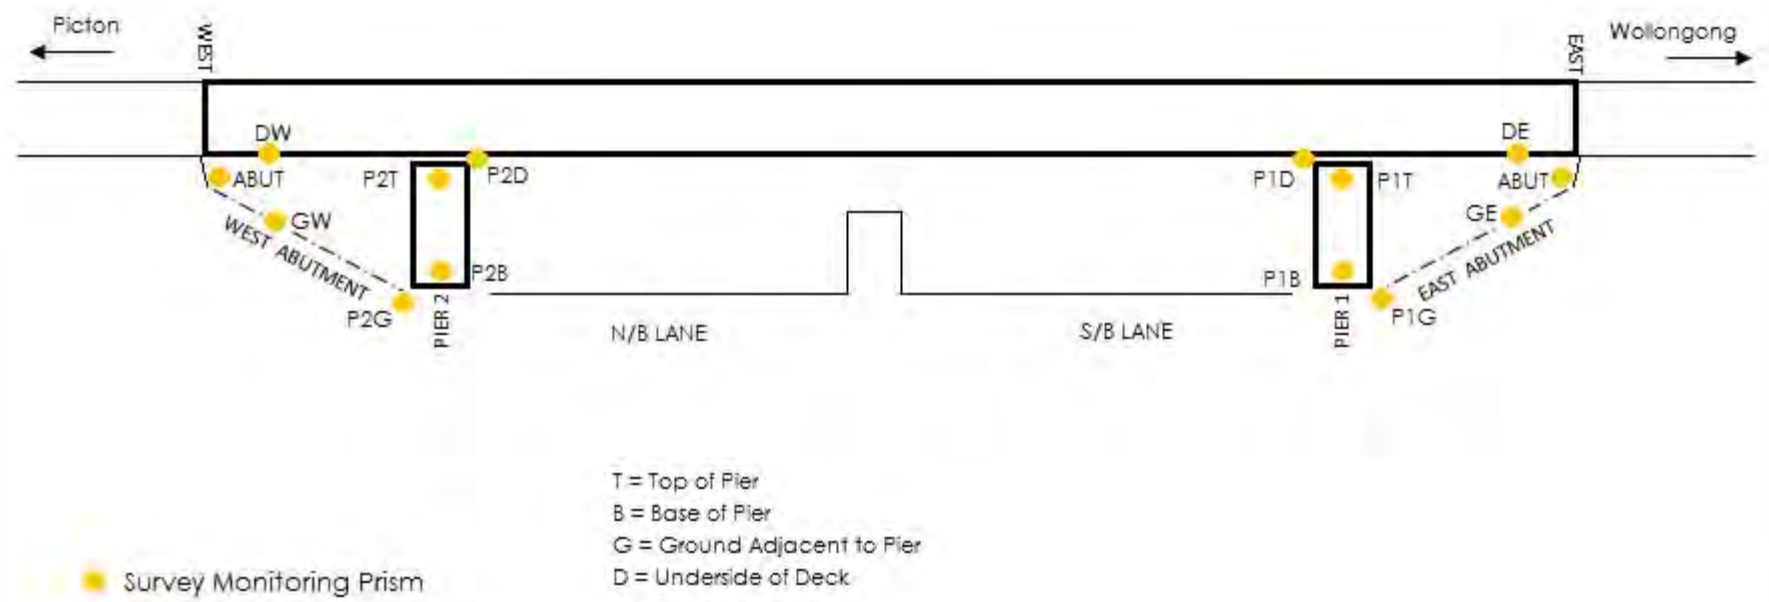 Picton
WEST
EAST
Wollongong
DW
DE
ABUT
P2T
P2D
P1D
P1T
ABUT
GW
GE
WEST ABUTMENT
EAST ABUTMENT
P2B
P1B
P2G
PIER 2
PIER 1
P1G
N/B LANE
S/B LANE
T = Top of Pier
B = Base of Pier
G = Ground Adjacent to Pier
D = Underside of Deck
Survey Monitoring Prism